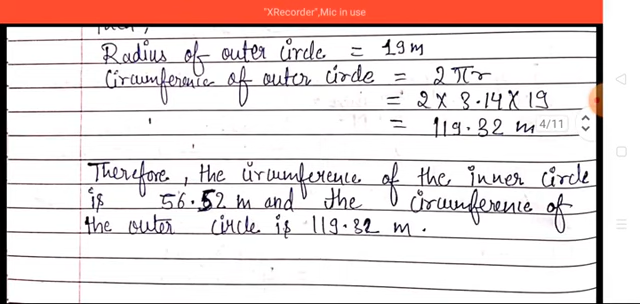 "XRecorder",Mic in use
then,
Radius of outer circle = 19m
Circumference of outer circle = 2πr
= 2 × 3.14 × 19
= 119.32 m
4/11
Therefore, the circumference of the inner circle
is 56.52 m and the circumference of
the outer circle is 119.32 m.